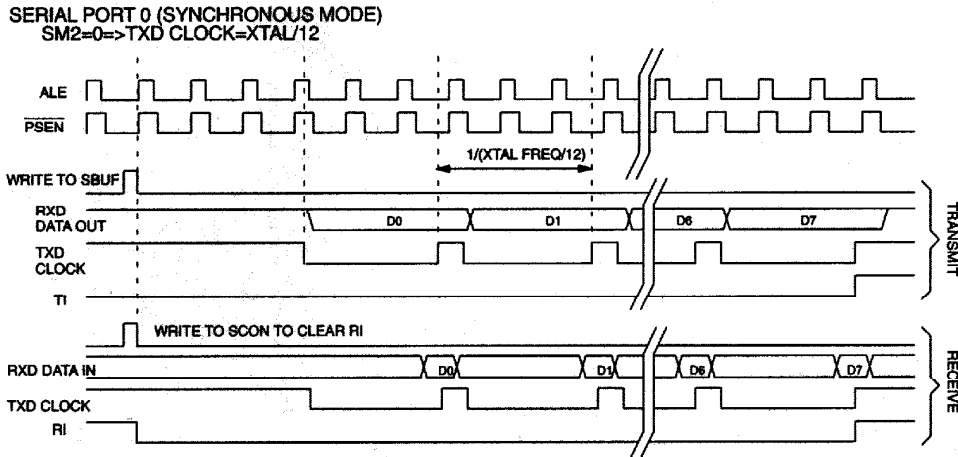 SERIAL PORT 0 (SYNCHRONOUS MODE)
SM2=0=>TXD CLOCK=XTAL/12
ALE
PSEN
1/(XTAL FREQ/12)
WRITE TO SBUF
RXD
DATA OUT
D0 D1 D6 D7
TXD
CLOCK
TI
TRANSMIT
WRITE TO SCON TO CLEAR RI
RXD DATA IN
D0 D1 D6 D7
TXD CLOCK
RI
RECEIVE